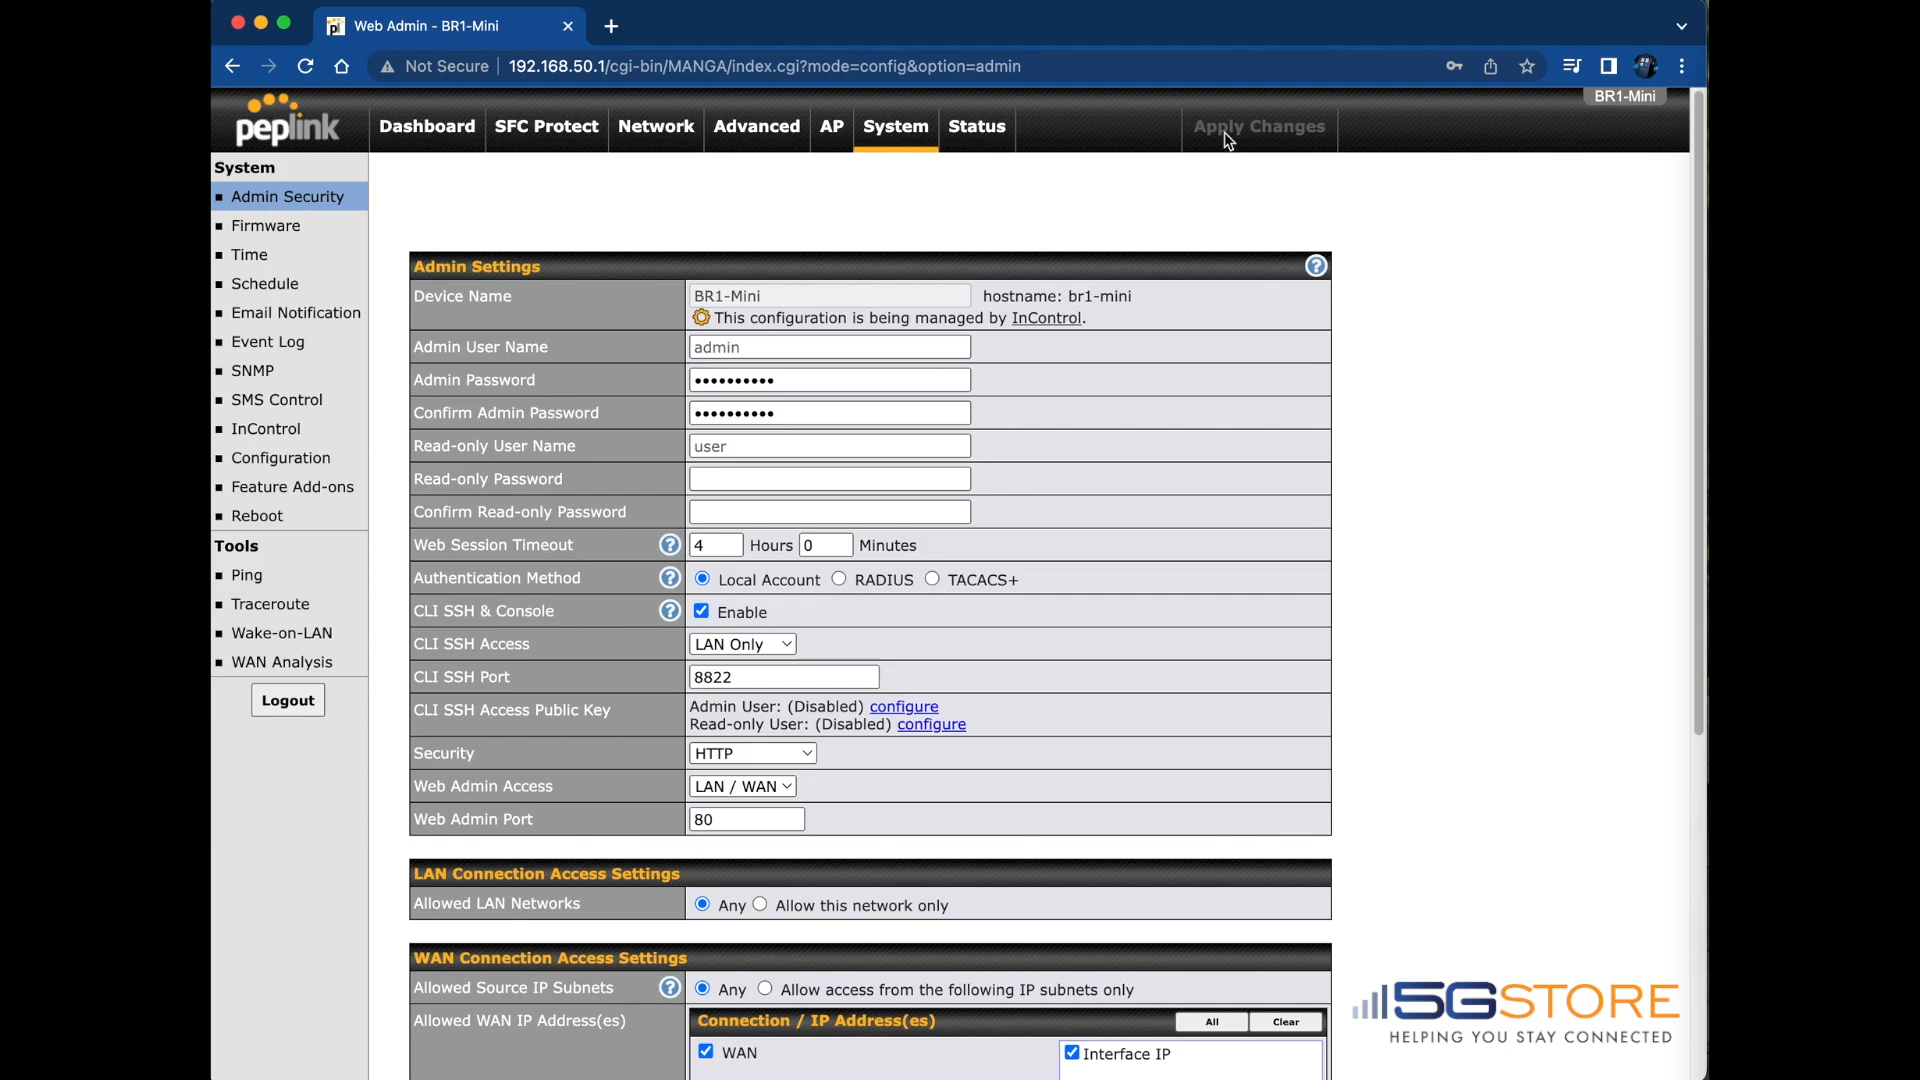 Web Admin - BR1-Mini
Not Secure
192.168.50.1/cgi-bin/MANGA/index.cgi?mode=config&option=admin
BR1-Mini
peplink
Dashboard
SFC Protect
Network
Advanced
AP
System
Status
Apply Changes
System
Admin Security
Firmware
Time
Schedule
Email Notification
Event Log
SNMP
SMS Control
InControl
Configuration
Feature Add-ons
Reboot
Tools
Ping
Traceroute
Wake-on-LAN
WAN Analysis
Logout
Admin Settings
Device Name
BR1-Mini hostname: br1-mini
This configuration is being managed by InControl.
Admin User Name admin
Admin Password ••••••••••
Confirm Admin Password ••••••••••
Read-only User Name user
Read-only Password
Confirm Read-only Password
Web Session Timeout 4 Hours 0 Minutes
Authentication Method Local Account RADIUS TACACS+
CLI SSH & Console Enable
CLI SSH Access LAN Only
CLI SSH Port 8822
CLI SSH Access Public Key
Admin User: (Disabled) configure
Read-only User: (Disabled) configure
Security HTTP
Web Admin Access LAN / WAN
Web Admin Port 80
LAN Connection Access Settings
Allowed LAN Networks Any Allow this network only
WAN Connection Access Settings
Allowed Source IP Subnets Any Allow access from the following IP subnets only
Allowed WAN IP Address(es)
Connection / IP Address(es) All Clear
WAN Interface IP
5GSTORE
HELPING YOU STAY CONNECTED